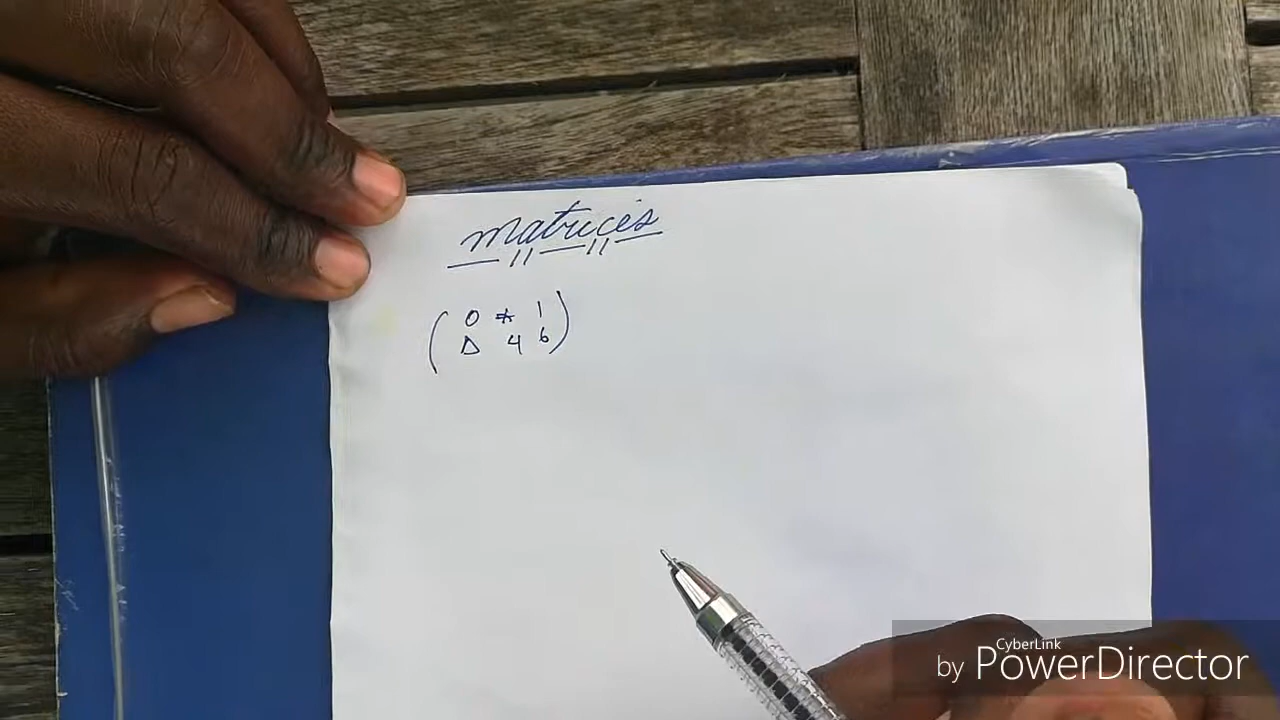 matrices
( 0 * 1
Δ 4 6 )
CyberLink
by PowerDirector